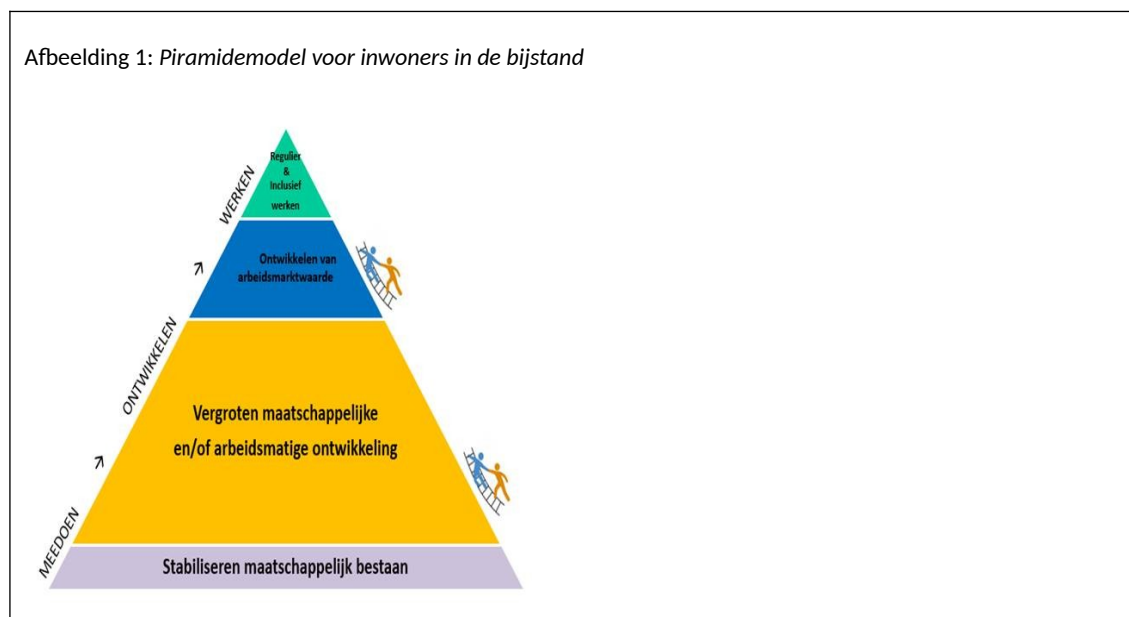 Afbeelding 1: Piramidemodel voor inwoners in de bijstand
Regulier
&
Inclusief
werken
WERKEN
Ontwikkelen van
arbeidsmarktwaarde
ONTWIKKELEN
Vergroten maatschappelijke
en/of arbeidsmatige ontwikkeling
MEEDOEN
Stabiliseren maatschappelijk bestaan